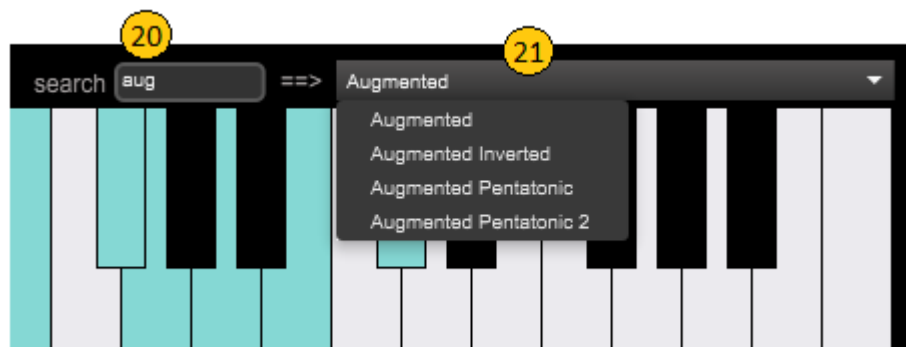 20
21
search aug ==> Augmented
Augmented
Augmented Inverted
Augmented Pentatonic
Augmented Pentatonic 2